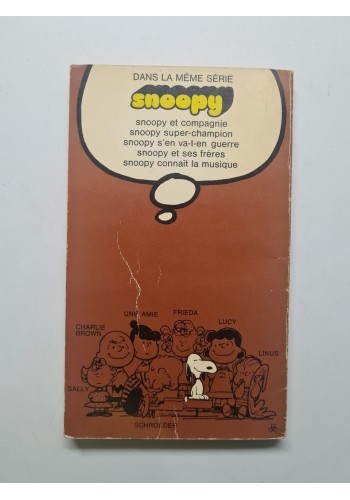 DANS LA MÊME SÉRIE
snoopy
snoopy et compagnie
snoopy super-champion
snoopy s'en va-t-en guerre
snoopy et ses frères
snoopy connaît la musique
UNE AMIE
FRIEDA
CHARLIE
BROWN
LUCY
LINUS
SALLY
SCHROEDER